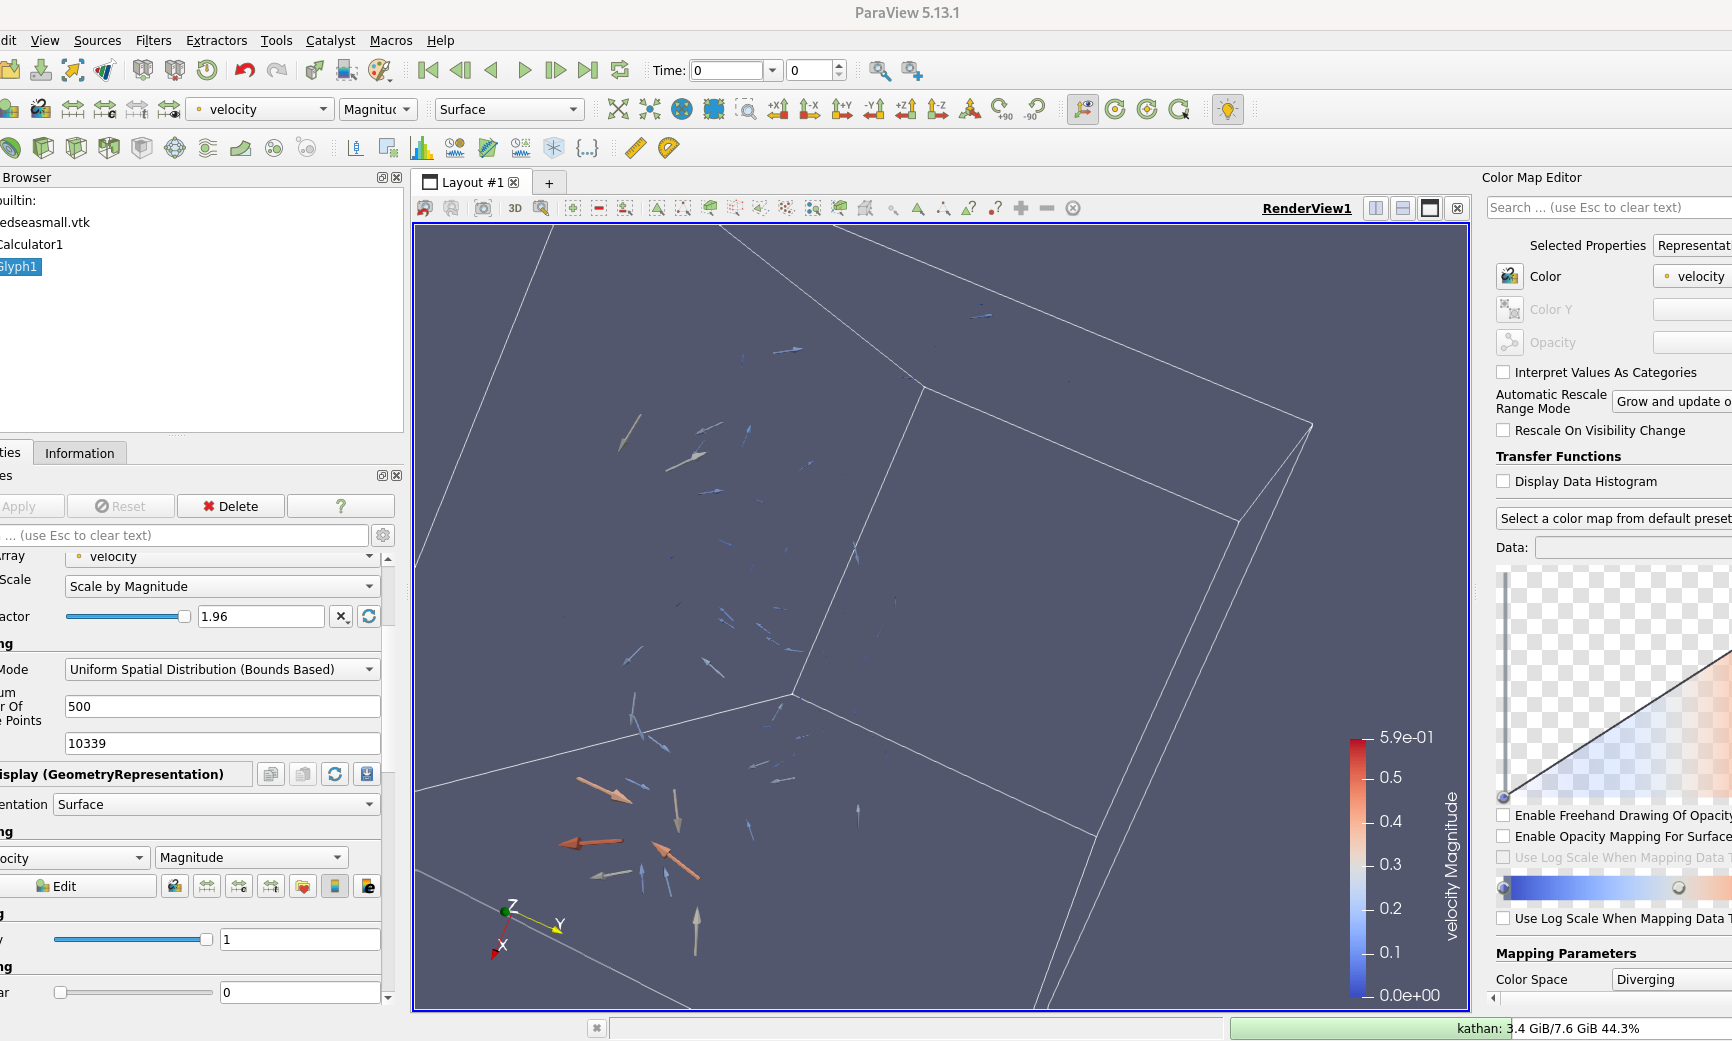 ParaView 5.13.1
dit View Sources Filters Extractors Tools Catalyst Macros Help
Time: 0 0
velocity Magnituc Surface +X -X +Y -Y +Z -Z +90 -90
Browser
uiltin:
edseasmall.vtk
Calculator1
Glyph1
ties Information
es
Apply Reset Delete ?
... (use Esc to clear text)
rray velocity
Scale Scale by Magnitude
actor 1.96
ng
Mode Uniform Spatial Distribution (Bounds Based)
um
r Of
e Points
500
10339
isplay (GeometryRepresentation)
entation Surface
ng
ocity Magnitude
Edit
g
y 1
ng
ar 0
Layout #1 +
3D
RenderView1
Z
Y
X
velocity Magnitude
5.9e-01
0.5
0.4
0.3
0.2
0.1
0.0e+00
Color Map Editor
Search ... (use Esc to clear text)
Selected Properties Representat
Color velocity
Color Y
Opacity
Interpret Values As Categories
Automatic Rescale
Range Mode
Grow and update o
Rescale On Visibility Change
Transfer Functions
Display Data Histogram
Select a color map from default preset
Data:
Enable Freehand Drawing Of Opacity
Enable Opacity Mapping For Surface
Use Log Scale When Mapping Data T
Use Log Scale When Mapping Data T
Mapping Parameters
Color Space Diverging
kathan: 3.4 GiB/7.6 GiB 44.3%